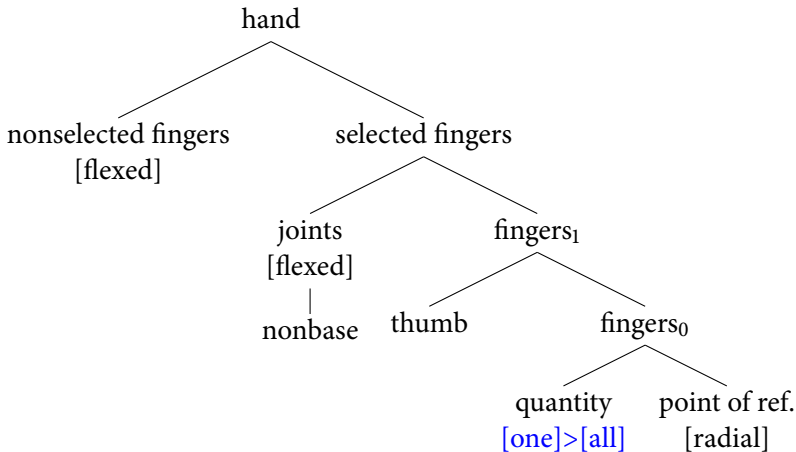 hand
nonselected fingers selected fingers
[flexed]
joints fingers₁
[flexed]
nonbase thumb fingers₀
quantity point of ref.
[one]>[all] [radial]